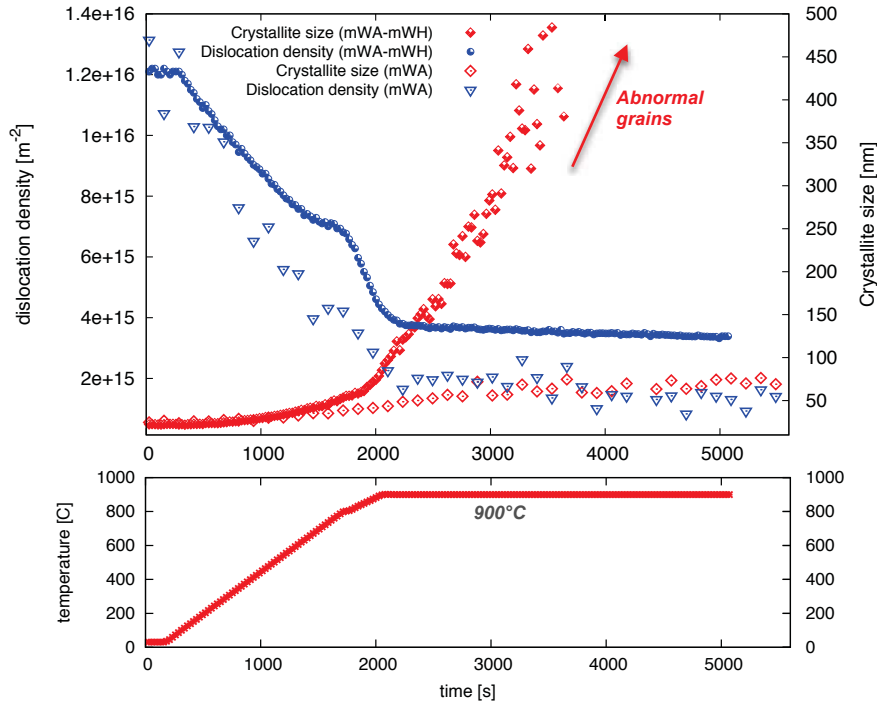 1.4e+16
1.2e+16
1e+16
8e+15
6e+15
4e+15
2e+15
dislocation density [m-2]
500
450
400
350
300
250
200
150
100
50
Crystallite size [nm]
Crystallite size (mWA-mWH)
Dislocation density (mWA-mWH)
Crystallite size (mWA)
Dislocation density (mWA)
Abnormal
grains
0 1000 2000 3000 4000 5000
1000
800
600
400
200
0
temperature [C]
900°C
1000
800
600
400
200
0
0 1000 2000 3000 4000 5000
time [s]